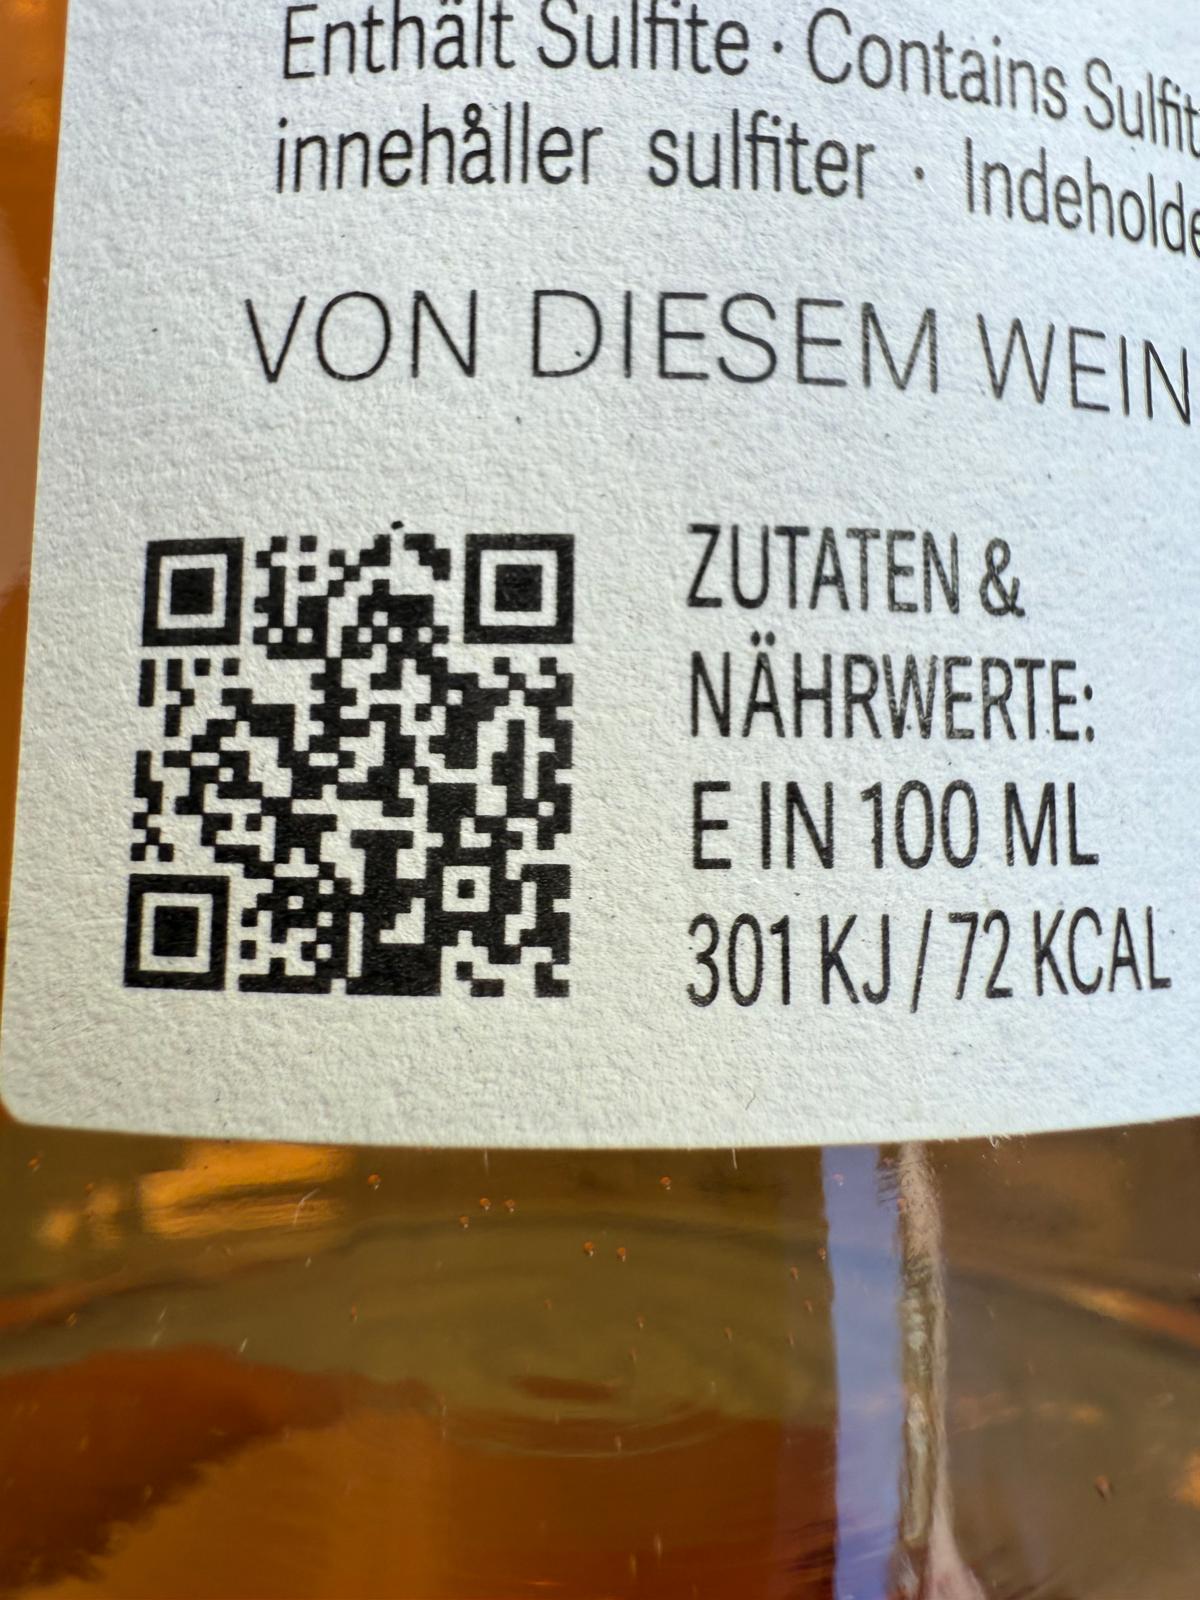 Enthält Sulfite · Contains Sulfit
innehåller sulfiter · Indeholde
VON DIESEM WEIN
ZUTATEN &
NÄHRWERTE:
E IN 100 ML
301 KJ / 72 KCAL